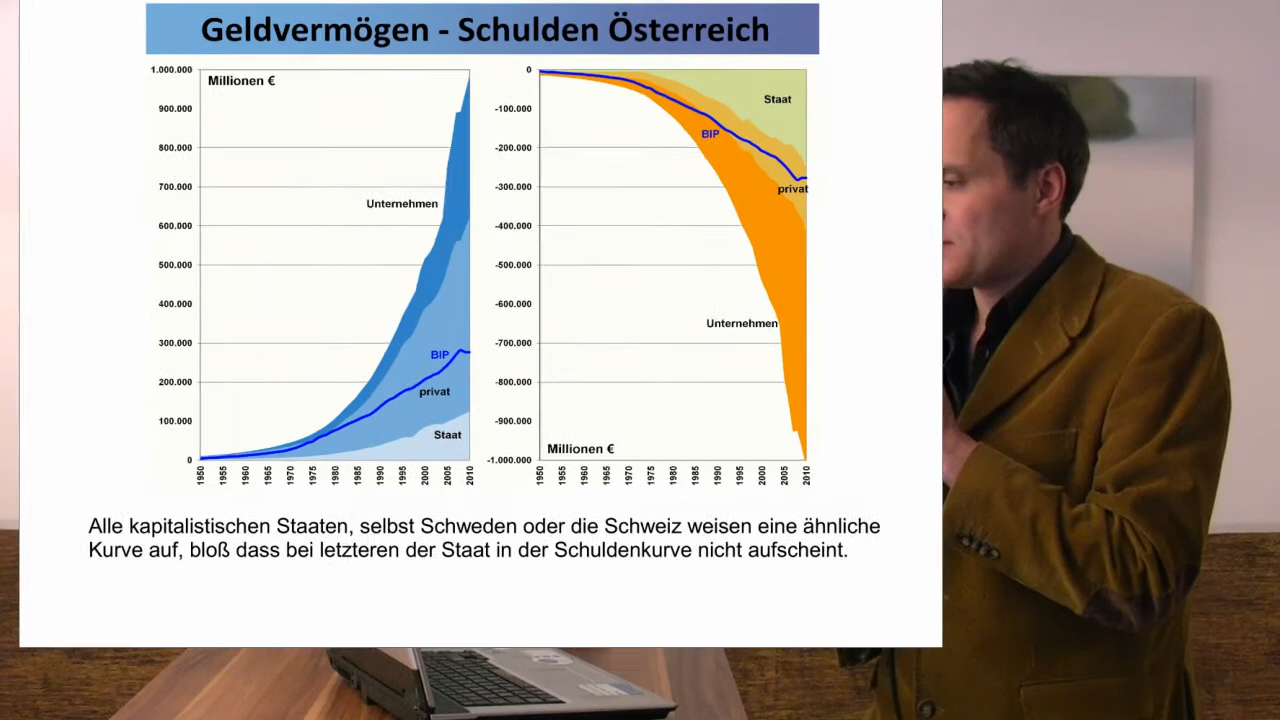 Geldvermögen - Schulden Österreich
Millionen €
1.000.000
900.000
800.000
700.000
600.000
500.000
400.000
300.000
200.000
100.000
0
Unternehmen
BIP
privat
Staat
1950 1955 1960 1965 1970 1975 1980 1985 1990 1995 2000 2005 2010
0
-100.000
-200.000
-300.000
-400.000
-500.000
-600.000
-700.000
-800.000
-900.000
-1.000.000
Staat
BIP
privat
Unternehmen
Millionen €
1950 1955 1960 1965 1970 1975 1980 1985 1990 1995 2000 2005 2010
Alle kapitalistischen Staaten, selbst Schweden oder die Schweiz weisen eine ähnliche
Kurve auf, bloß dass bei letzteren der Staat in der Schuldenkurve nicht aufscheint.